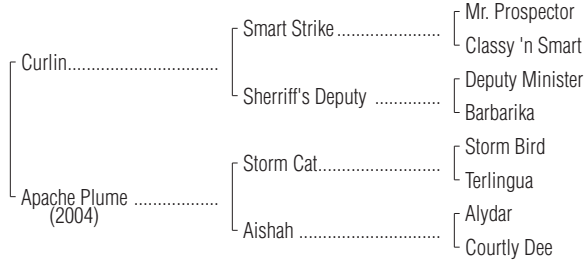 Mr. Prospector
Smart Strike....................
Classy 'n Smart
Curlin.............................
Deputy Minister
Sherriff's Deputy .............
Barbarika
Storm Bird
Storm Cat........................
Terlingua
Apache Plume ................
(2004)
Alydar
Aishah ...........................
Courtly Dee